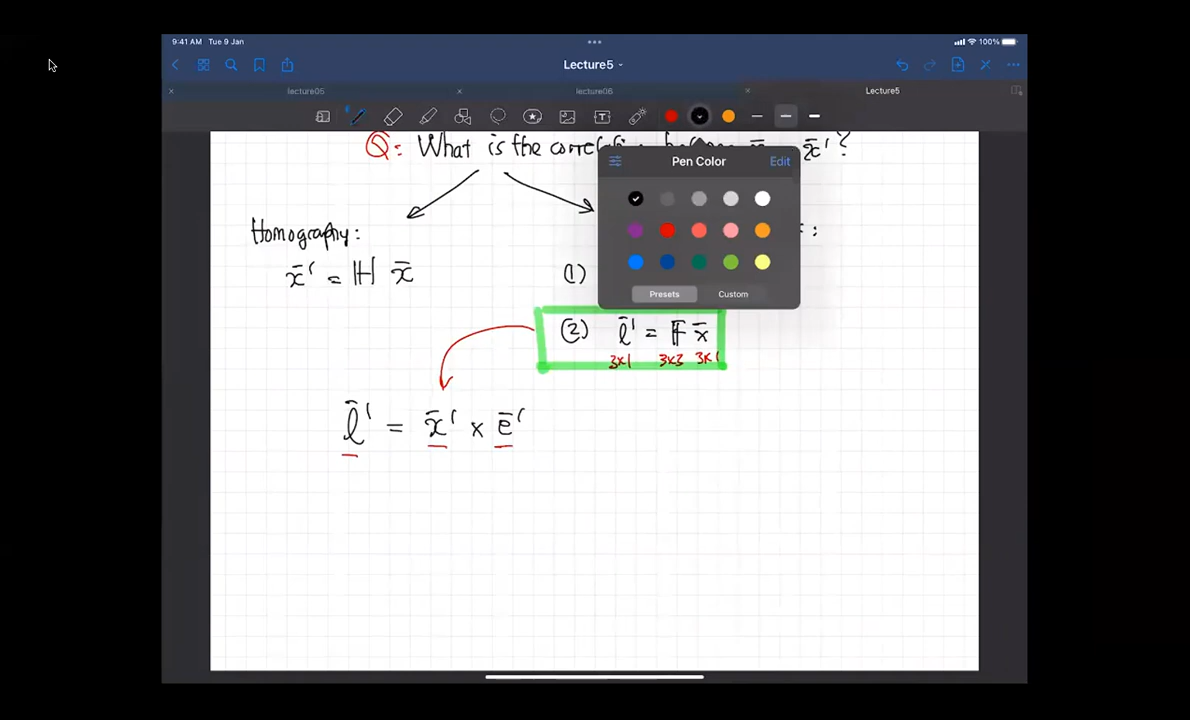 9:41 AM Tue 9 Jan
100%
Lecture5
lecture05
lecture06
Lecture5
Q: What is the x̄'?
Pen Color
Edit
Homography:
:
x̄' = H x̄
(1)
Presets
Custom
(2) l̄' = F x̄
3x1 3x3 3x1
l̄' = x̄' x ē'